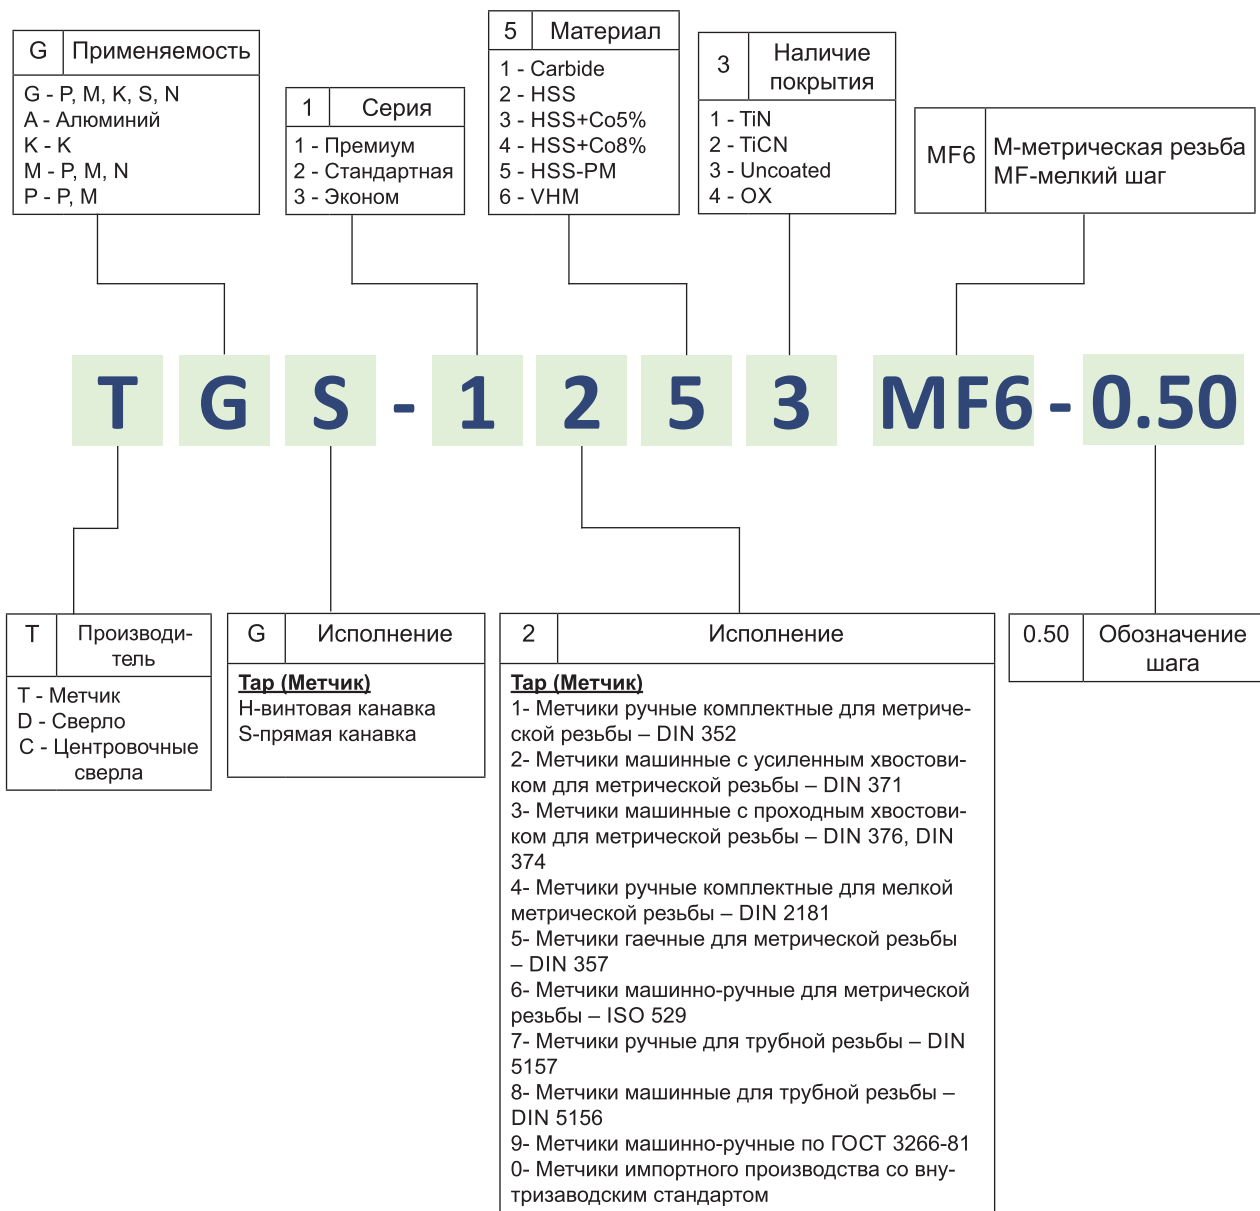 G Применяемость
G - P, M, K, S, N
A - Алюминий
K - K
M - P, M, N
P - P, M
1 Серия
1 - Премиум
2 - Стандартная
3 - Эконом
5 Материал
1 - Carbide
2 - HSS
3 - HSS+Co5%
4 - HSS+Co8%
5 - HSS-PM
6 - VHM
3 Наличие
покрытия
1 - TiN
2 - TiCN
3 - Uncoated
4 - OX
MF6
М-метрическая резьба
MF-мелкий шаг
T G S - 1 2 5 3 MF6 - 0.50
T Производи-
тель
Т - Метчик
D - Сверло
С - Центровочные
сверла
G Исполнение
Tap (Метчик)
H-винтовая канавка
S-прямая канавка
2 Исполнение
Tap (Метчик)
1- Метчики ручные комплектные для метриче-
ской резьбы – DIN 352
2- Метчики машинные с усиленным хвостови-
ком для метрической резьбы – DIN 371
3- Метчики машинные с проходным хвостови-
ком для метрической резьбы – DIN 376, DIN
374
4- Метчики ручные комплектные для мелкой
метрической резьбы – DIN 2181
5- Метчики гаечные для метрической резьбы
– DIN 357
6- Метчики машинно-ручные для метрической
резьбы – ISO 529
7- Метчики ручные для трубной резьбы – DIN
5157
8- Метчики машинные для трубной резьбы –
DIN 5156
9- Метчики машинно-ручные по ГОСТ 3266-81
0- Метчики импортного производства со вну-
тризаводским стандартом
0.50 Обозначение
шага